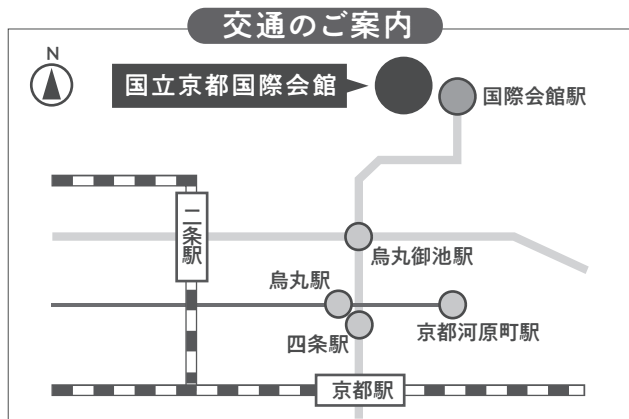 交通のご案内
N
国立京都国際会館
国際会館駅
二条駅
烏丸御池駅
烏丸駅
四条駅
京都河原町駅
京都駅